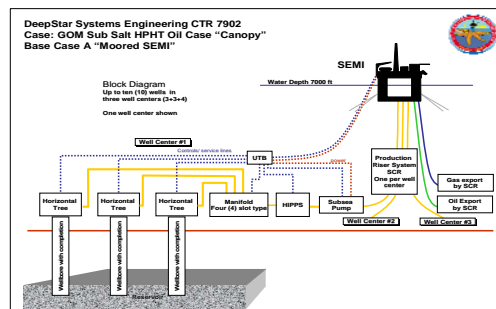 DeepStar Systems Engineering CTR 7902
Case: GOM Sub Salt HPHT Oil Case “Canopy”
Base Case A “Moored SEMI”
SEMI
Block Diagram
Up to ten (10) wells in
three well centers (3+3+4)
One well center shown
Water Depth 7000 ft
Well Center #1
Controls/ service lines
UTB
power
Production
Riser System
SCR
One per well
center
Gas export
by SCR
Oil Export
by SCR
Horizontal
Tree
Horizontal
Tree
Horizontal
Tree
Manifold
Four (4) slot type
HIPPS
Subsea
Pump
Well Center #2
Well Center #3
Wellbore with completion
Wellbore with completion
Wellbore with completion
Reservoir